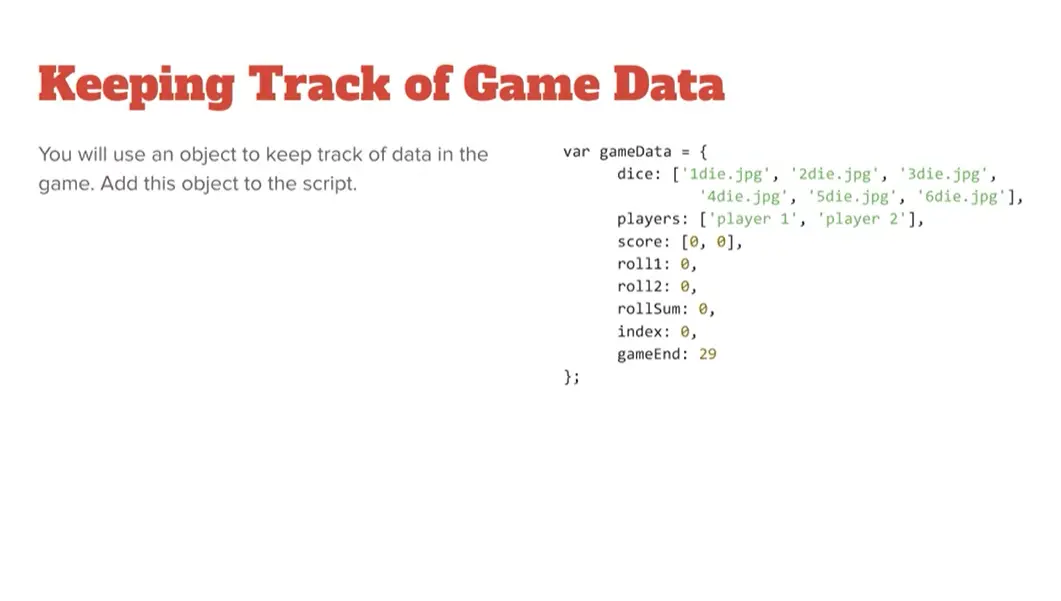 Keeping Track of Game Data
You will use an object to keep track of data in the
game. Add this object to the script.
var gameData = {
dice: ['1die.jpg', '2die.jpg', '3die.jpg',
'4die.jpg', '5die.jpg', '6die.jpg'],
players: ['player 1', 'player 2'],
score: [0, 0],
roll1: 0,
roll2: 0,
rollSum: 0,
index: 0,
gameEnd: 29
};